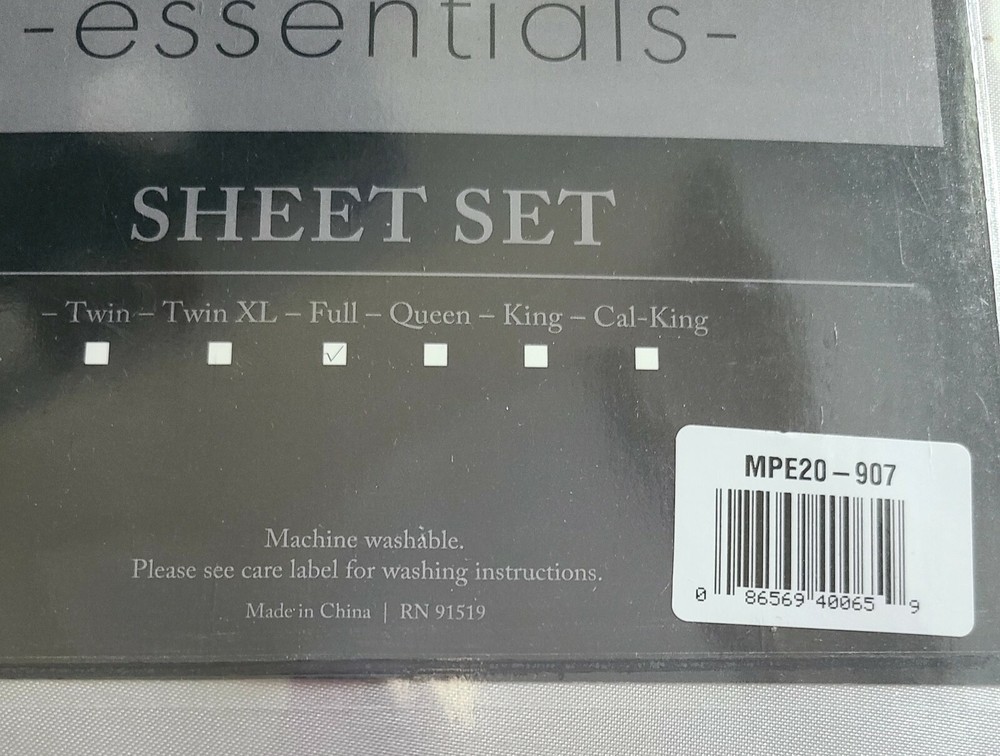 -essentials-
SHEET SET
– Twin – Twin XL – Full – Queen – King – Cal-King
MPE20–907
Machine washable.
Please see care label for washing instructions.
Made in China | RN 91519
0 86569 40065 9